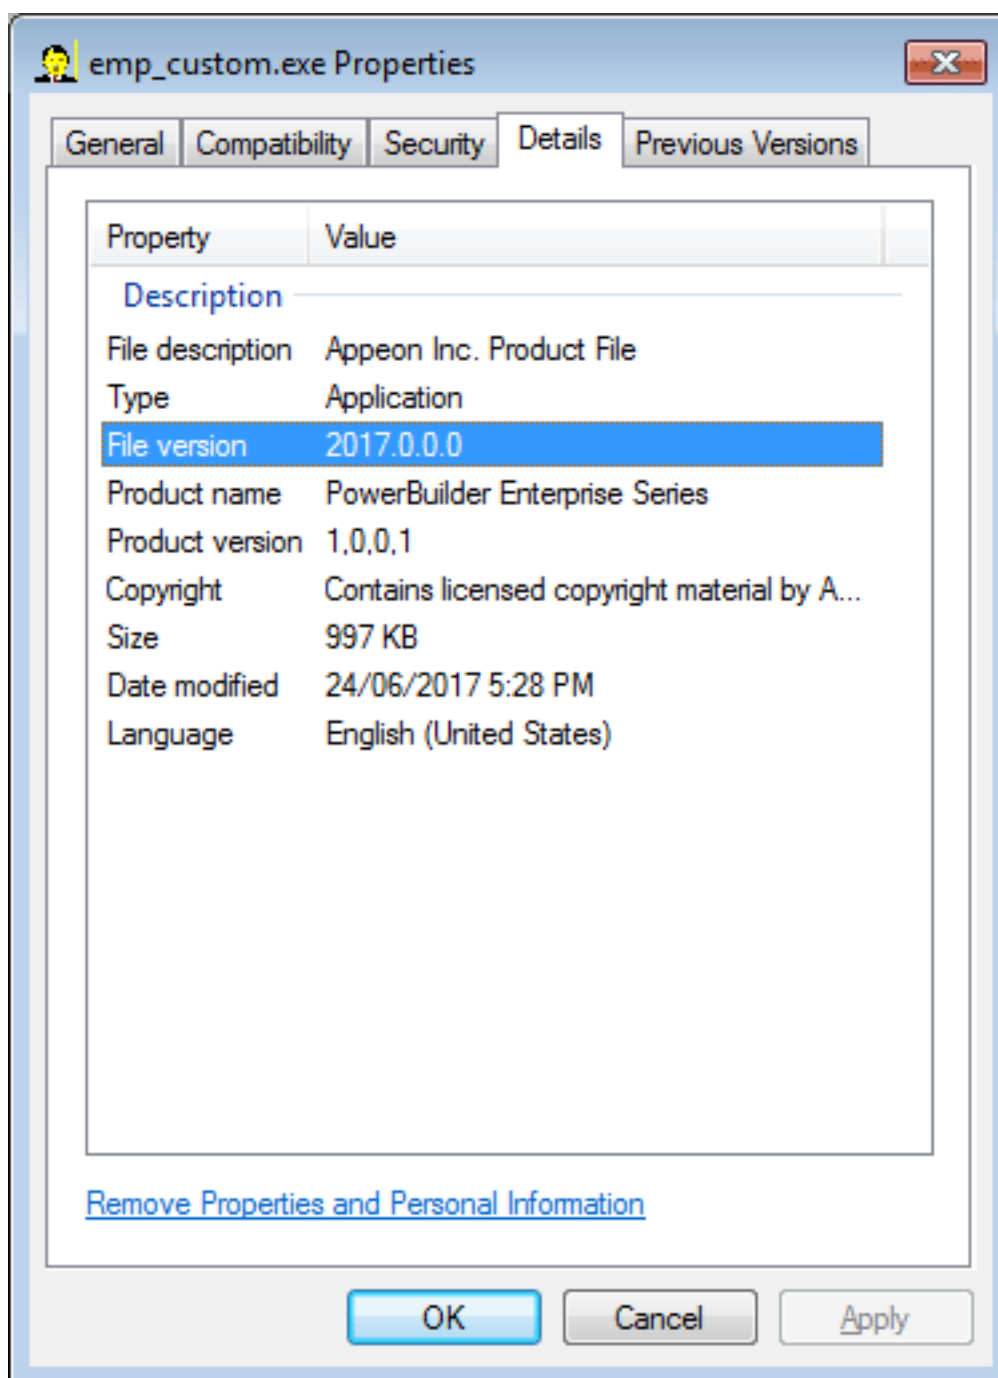 emp_custom.exe Properties
General Compatibility Security Details Previous Versions
Property Value
Description
File description Appeon Inc. Product File
Type Application
File version 2017.0.0.0
Product name PowerBuilder Enterprise Series
Product version 1,0,0,1
Copyright Contains licensed copyright material by A...
Size 997 KB
Date modified 24/06/2017 5:28 PM
Language English (United States)
Remove Properties and Personal Information
OK Cancel Apply